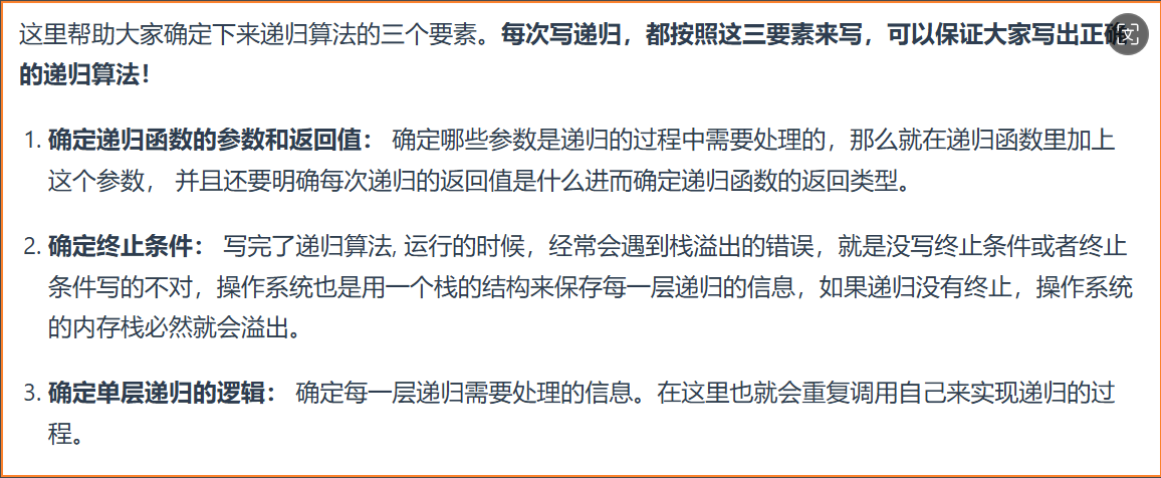 这里帮助大家确定下来递归算法的三个要素。每次写递归，都按照这三要素来写，可以保证大家写出正确
的递归算法！
1. 确定递归函数的参数和返回值： 确定哪些参数是递归的过程中需要处理的，那么就在递归函数里加上
这个参数， 并且还要明确每次递归的返回值是什么进而确定递归函数的返回类型。
2. 确定终止条件： 写完了递归算法, 运行的时候，经常会遇到栈溢出的错误，就是没写终止条件或者终止
条件写的不对，操作系统也是用一个栈的结构来保存每一层递归的信息，如果递归没有终止，操作系统
的内存栈必然就会溢出。
3. 确定单层递归的逻辑： 确定每一层递归需要处理的信息。在这里也就会重复调用自己来实现递归的过
程。